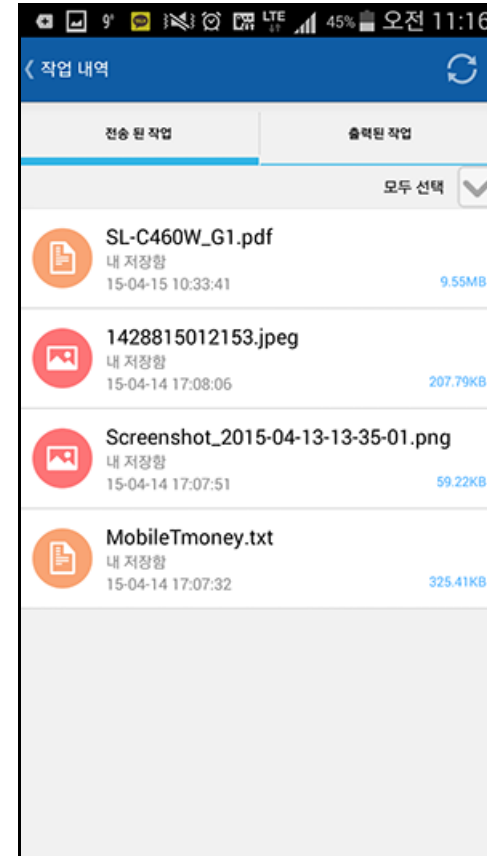 9° LTE 45% 오전 11:16
작업 내역
전송 된 작업 출력된 작업
모두 선택
SL-C460W_G1.pdf
내 저장함
15-04-15 10:33:41 9.55MB
1428815012153.jpeg
내 저장함
15-04-14 17:08:06 207.79KB
Screenshot_2015-04-13-13-35-01.png
내 저장함
15-04-14 17:07:51 59.22KB
MobileTmoney.txt
내 저장함
15-04-14 17:07:32 325.41KB